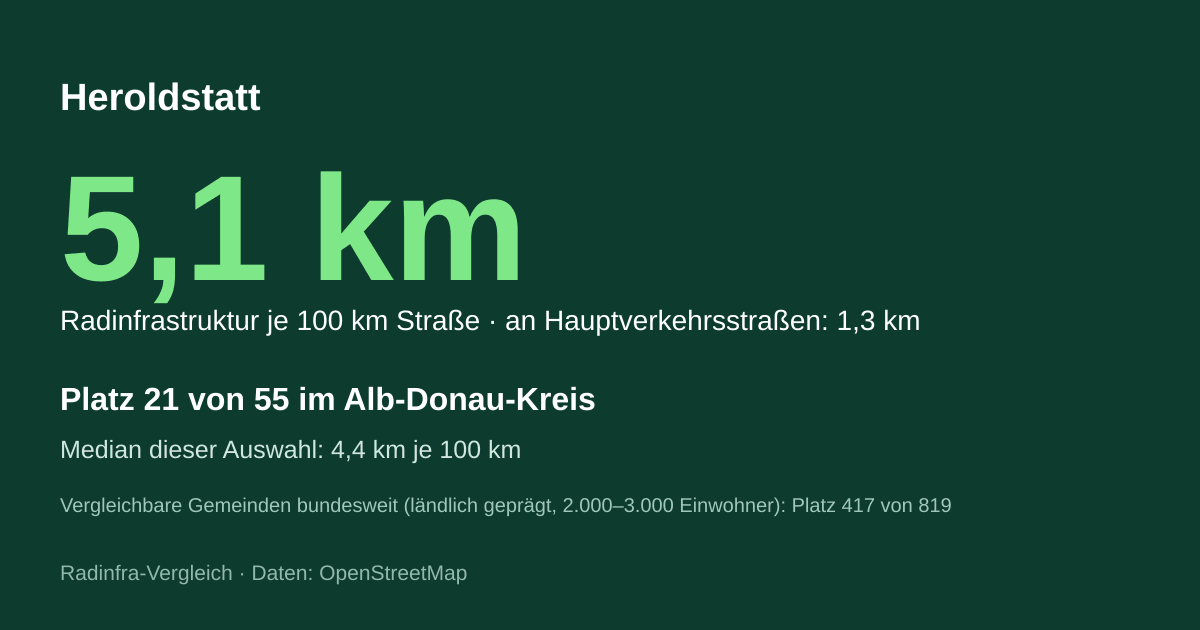 Heroldstatt
5,1 km
Radinfrastruktur je 100 km Straße · an Hauptverkehrsstraßen: 1,3 km
Platz 21 von 55 im Alb-Donau-Kreis
Median dieser Auswahl: 4,4 km je 100 km
Vergleichbare Gemeinden bundesweit (ländlich geprägt, 2.000–3.000 Einwohner): Platz 417 von 819
Radinfra-Vergleich · Daten: OpenStreetMap